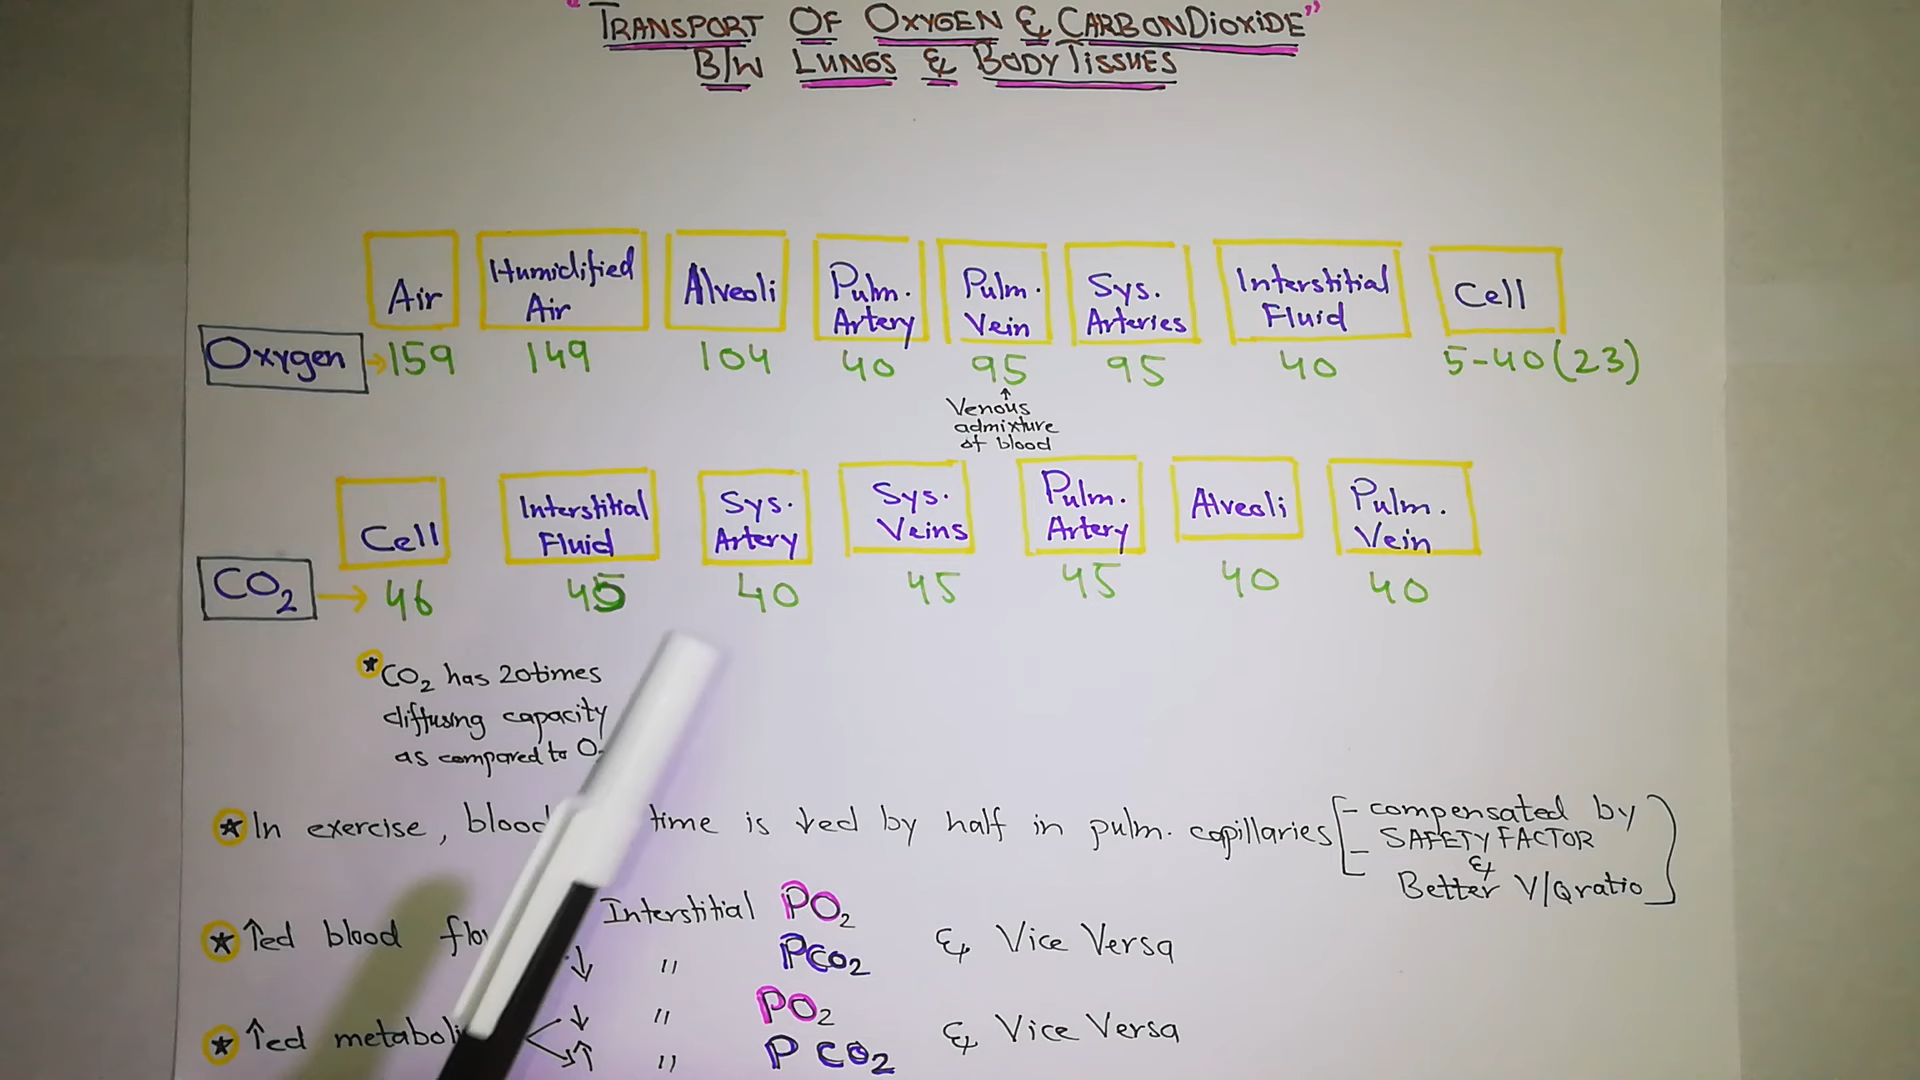 "TRANSPORT OF OXYGEN & CARBONDIOXIDE"
B/W LUNGS & BODY TISSUES
Air
Humidified
Air
Alveoli
Pulm.
Artery
Pulm.
Vein
Sys.
Arteries
Interstitial
Fluid
Cell
Oxygen → 159 149 104 40 95 95 40 5-40 (23)
↑
Venous
admixture
of blood
Cell
Interstitial
Fluid
Sys.
Artery
Sys.
Veins
Pulm.
Artery
Alveoli
Pulm.
Vein
CO2 → 46 45 40 45 45 40 40
* CO2 has 20times
diffusing capacity
as compared to O
* In exercise, blood time is ↓ed by half in pulm. capillaries
- compensated by
- SAFETY FACTOR
&
Better V/Q ratio
* ↑ed blood Interstitial PO2
↓ " PCO2
& Vice Versa
* ↑ed ↓ " PO2
↑ " PCO2
& Vice Versa